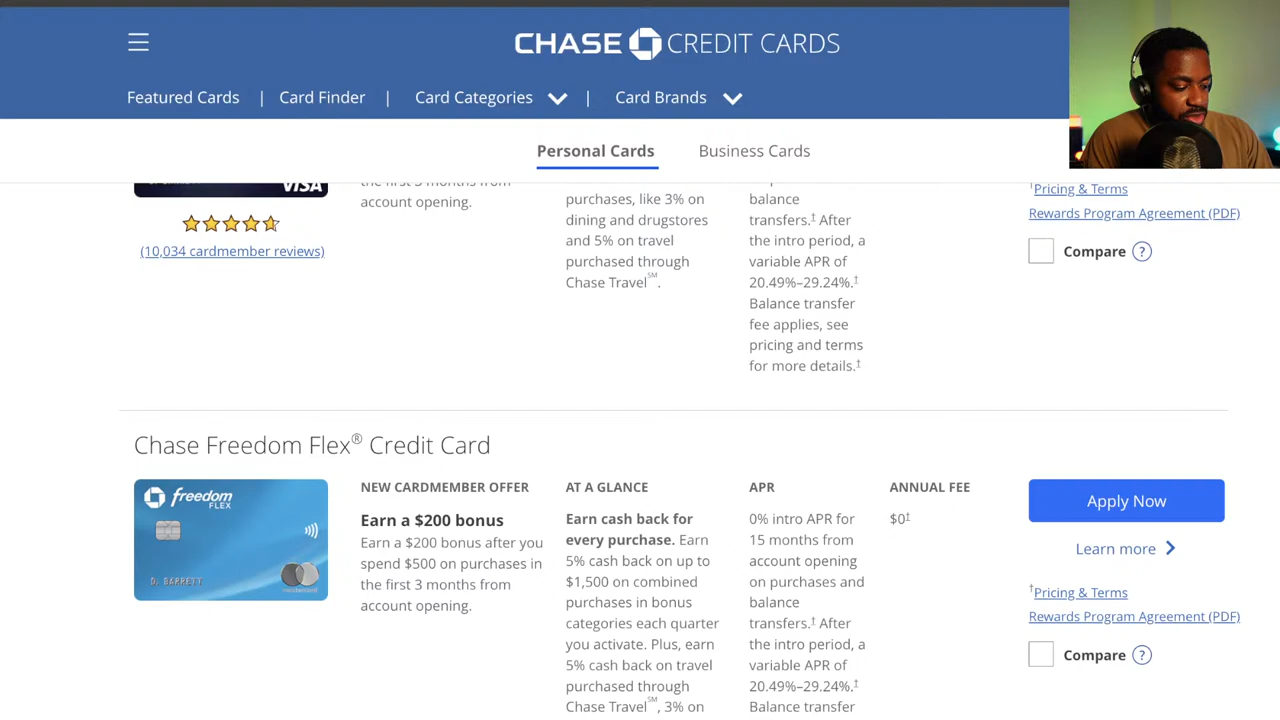 CHASE CREDIT CARDS
Featured Cards | Card Finder | Card Categories | Card Brands
Personal Cards Business Cards
VISA
(10,034 cardmember reviews)
the first 3 months from
account opening.
purchases, like 3% on
dining and drugstores
and 5% on travel
purchased through
Chase Travel℠.
balance
transfers.† After
the intro period, a
variable APR of
20.49%–29.24%.†
Balance transfer
fee applies, see
pricing and terms
for more details.†
†Pricing & Terms
Rewards Program Agreement (PDF)
Compare ?
Chase Freedom Flex® Credit Card
freedom
FLEX
D. BARRETT
NEW CARDMEMBER OFFER
Earn a $200 bonus
Earn a $200 bonus after you
spend $500 on purchases in
the first 3 months from
account opening.
AT A GLANCE
Earn cash back for
every purchase. Earn
5% cash back on up to
$1,500 on combined
purchases in bonus
categories each quarter
you activate. Plus, earn
5% cash back on travel
purchased through
Chase Travel℠, 3% on
APR
0% intro APR for
15 months from
account opening
on purchases and
balance
transfers.† After
the intro period, a
variable APR of
20.49%–29.24%.†
Balance transfer
ANNUAL FEE
$0†
Apply Now
Learn more
†Pricing & Terms
Rewards Program Agreement (PDF)
Compare ?